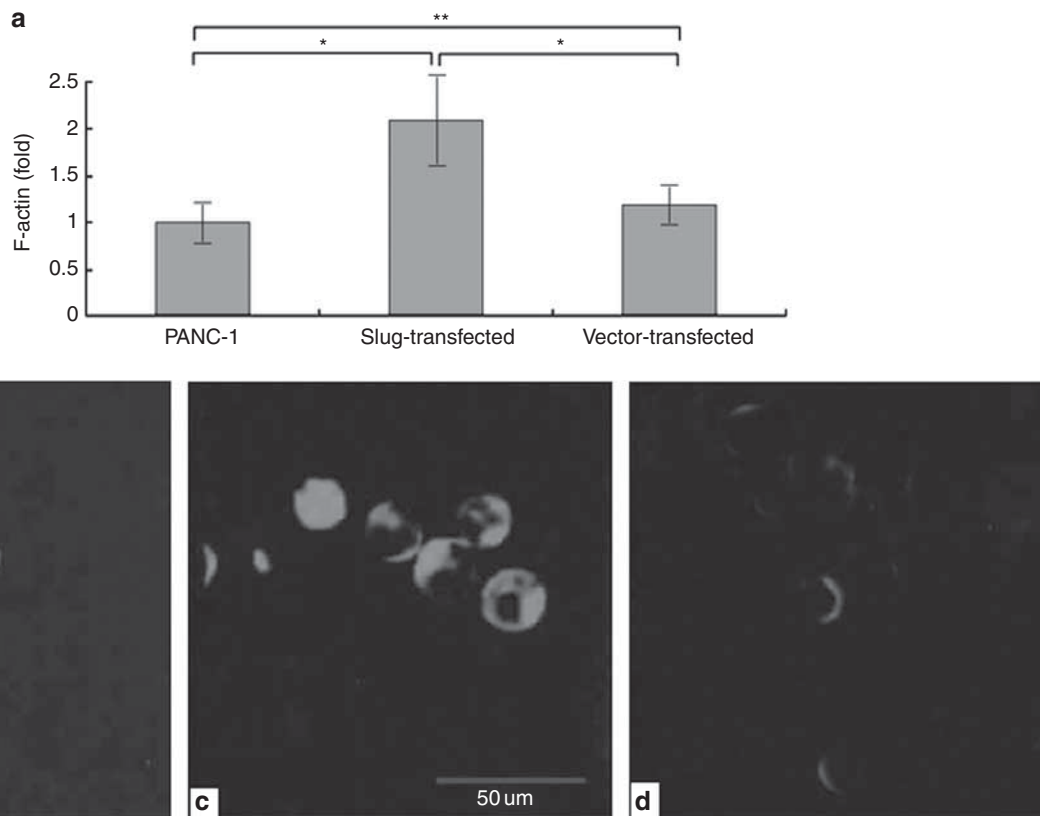 a
**
*
*
2.5
2
1.5
1
0.5
0
F-actin (fold)
PANC-1
Slug-transfected
Vector-transfected
50 um
c
d